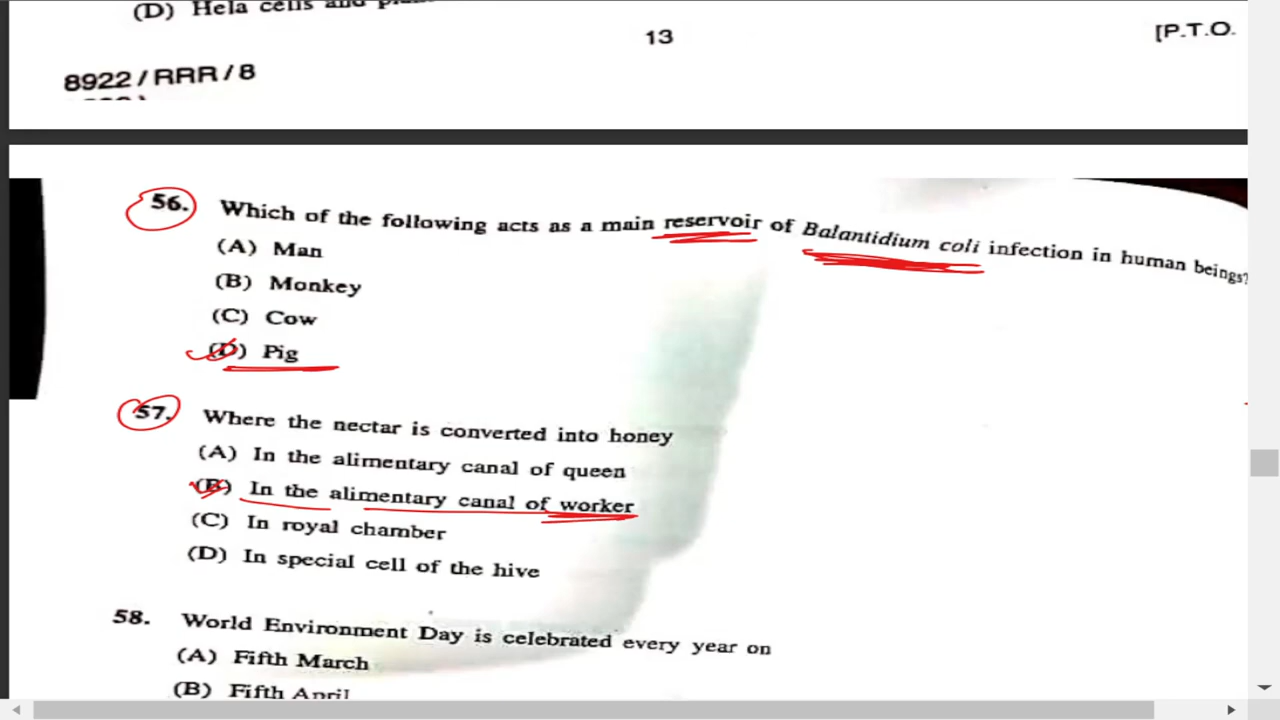 (D) Hela cells and
13
[P.T.O.
8922/RRR/8
56. Which of the following acts as a main reservoir of Balantidium coli infection in human beings?
(A) Man
(B) Monkey
(C) Cow
(D) Pig
57. Where the nectar is converted into honey
(A) In the alimentary canal of queen
(B) In the alimentary canal of worker
(C) In royal chamber
(D) In special cell of the hive
58. World Environment Day is celebrated every year on
(A) Fifth March
(B) Fifth April